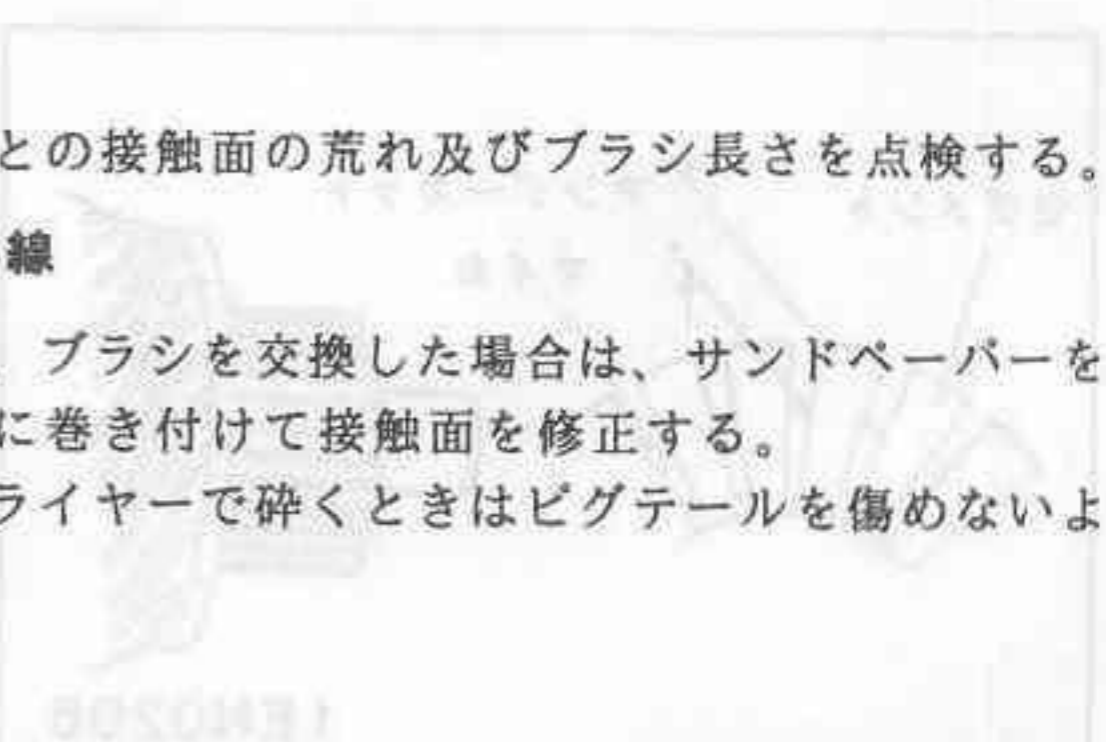 との接触面の荒れ及びブラシ長さを点検する。
線
ブラシを交換した場合は、サンドペーパーを
に巻き付けて接触面を修正する。
ライヤーで砕くときはピグテールを傷めないよ
1EN0206